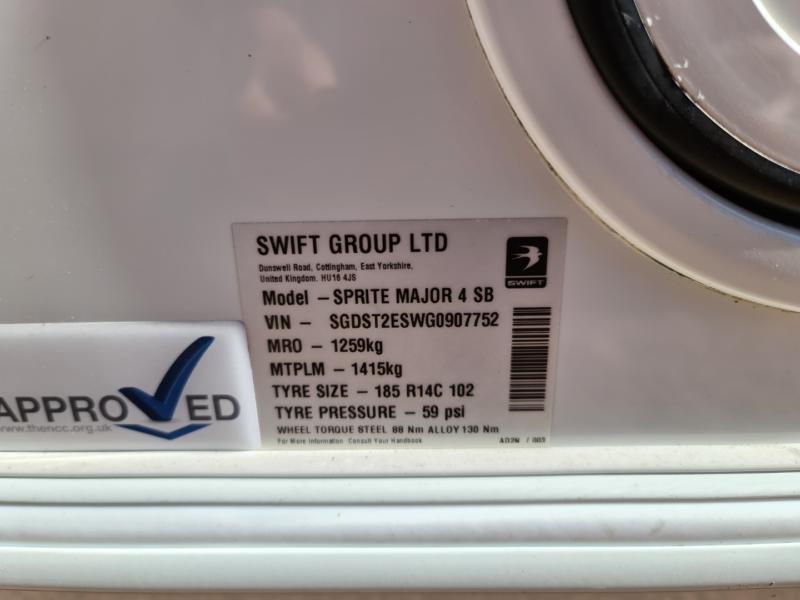 SWIFT GROUP LTD
Dunswell Road, Cottingham, East Yorkshire,
United Kingdom. HU16 4JS
SWIFT
Model – SPRITE MAJOR 4 SB
VIN – SGDST2ESWG0907752
MRO – 1259kg
MTPLM – 1415kg
TYRE SIZE – 185 R14C 102
TYRE PRESSURE – 59 psi
WHEEL TORQUE STEEL 88 Nm ALLOY 130 Nm
For More Information Consult Your Handbook
APPROVED
www.thencc.org.uk